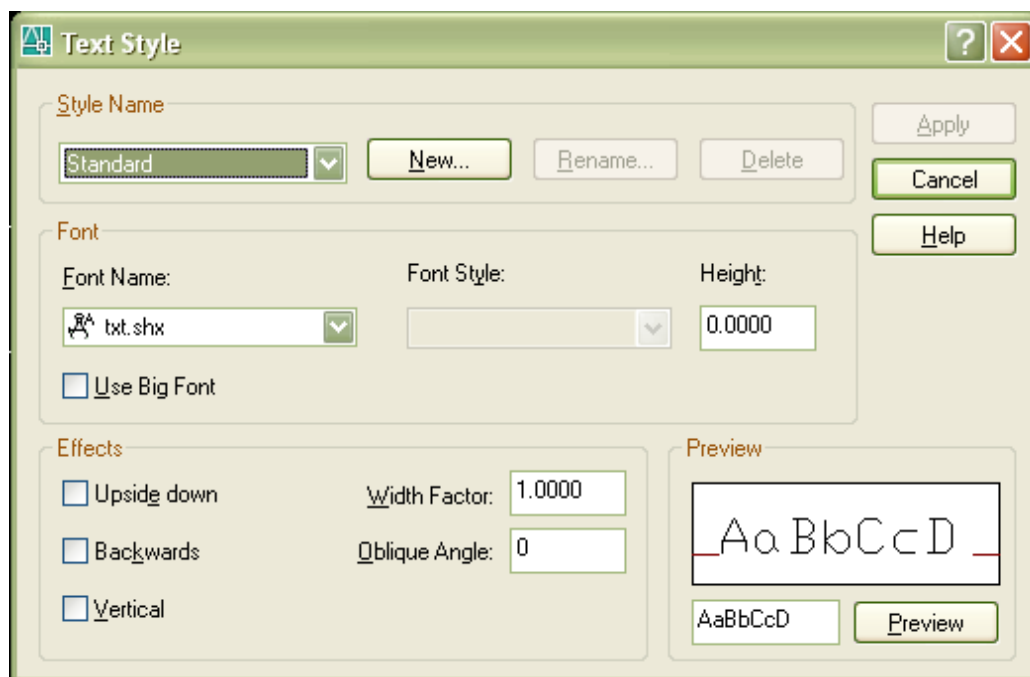 Text Style
Style Name
Standard New... Rename... Delete
Apply
Cancel
Help
Font
Font Name: Font Style: Height:
txt.shx 0.0000
Use Big Font
Effects
Upside down Width Factor: 1.0000
Backwards Oblique Angle: 0
Vertical
Preview
AaBbCcD
AaBbCcD Preview